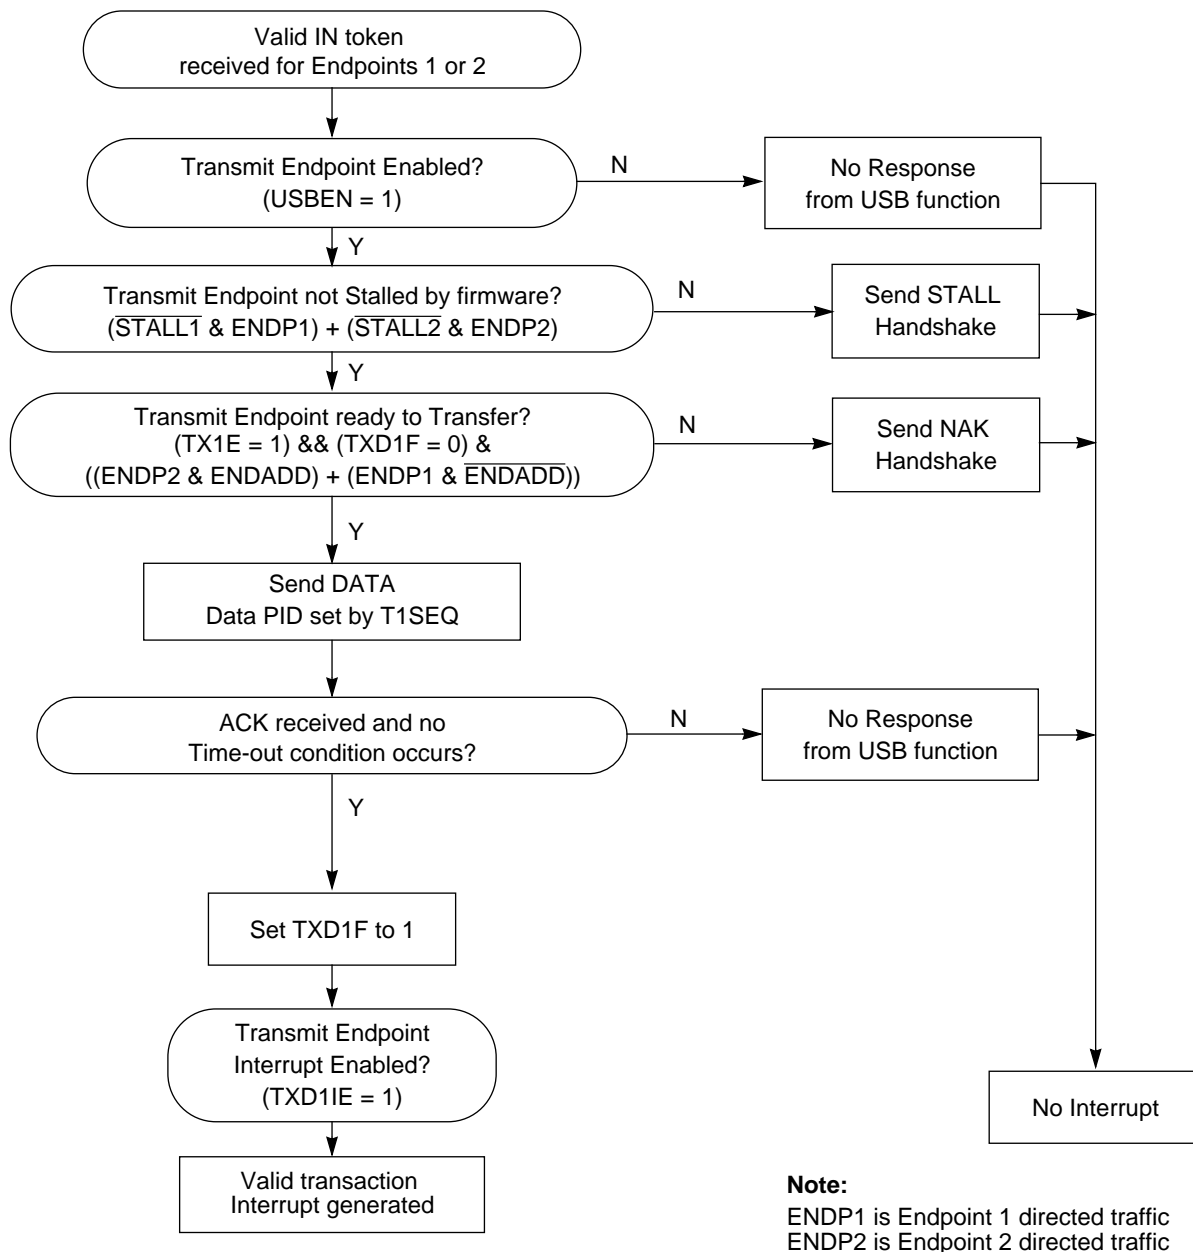 Valid IN token
received for Endpoints 1 or 2
Transmit Endpoint Enabled?
(USBEN = 1)
N
No Response
from USB function
Y
Transmit Endpoint not Stalled by firmware?
(S̅T̅A̅L̅L̅1̅ & ENDP1) + (S̅T̅A̅L̅L̅2̅ & ENDP2)
N
Send STALL
Handshake
Y
Transmit Endpoint ready to Transfer?
(TX1E = 1) && (TXD1F = 0) &
((ENDP2 & ENDADD) + (ENDP1 & E̅N̅D̅A̅D̅D̅))
N
Send NAK
Handshake
Y
Send DATA
Data PID set by T1SEQ
ACK received and no
Time-out condition occurs?
N
No Response
from USB function
Y
Set TXD1F to 1
Transmit Endpoint
Interrupt Enabled?
(TXD1IE = 1)
No Interrupt
Valid transaction
Interrupt generated
Note:
ENDP1 is Endpoint 1 directed traffic
ENDP2 is Endpoint 2 directed traffic